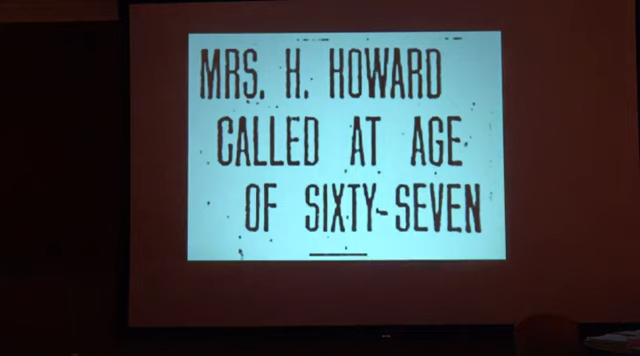 MRS. H. HOWARD
CALLED AT AGE
OF SIXTY-SEVEN